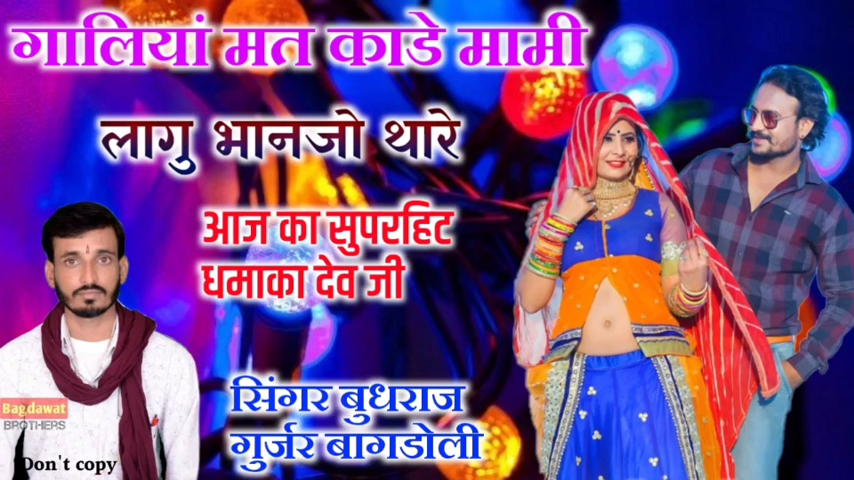 गालियां मत काडे मामी
लागु भानजो थारे
आज का सुपरहिट
धमाका देव जी
सिंगर बुधराज
गुर्जर बागडोली
Bagdawat
BROTHERS
Don't copy